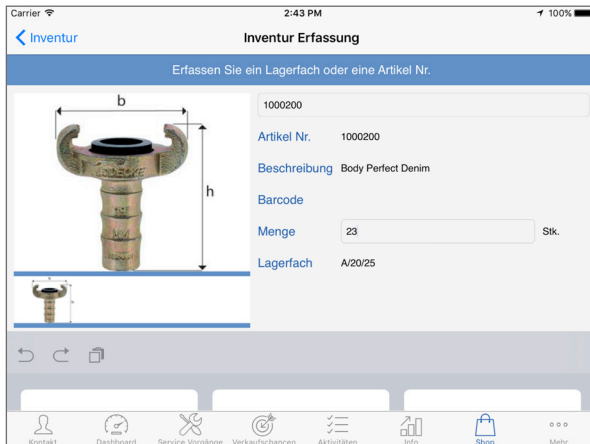 Carrier 2:43 PM 100%
Inventur Inventur Erfassung
Erfassen Sie ein Lagerfach oder eine Artikel Nr.
b
h
LÜDECKE
1000200
Artikel Nr. 1000200
Beschreibung Body Perfect Denim
Barcode
Menge 23 Stk.
Lagerfach A/20/25
Kontakt Dashboard Service Vorgänge Verkaufschancen Aktivitäten Info Shop Mehr